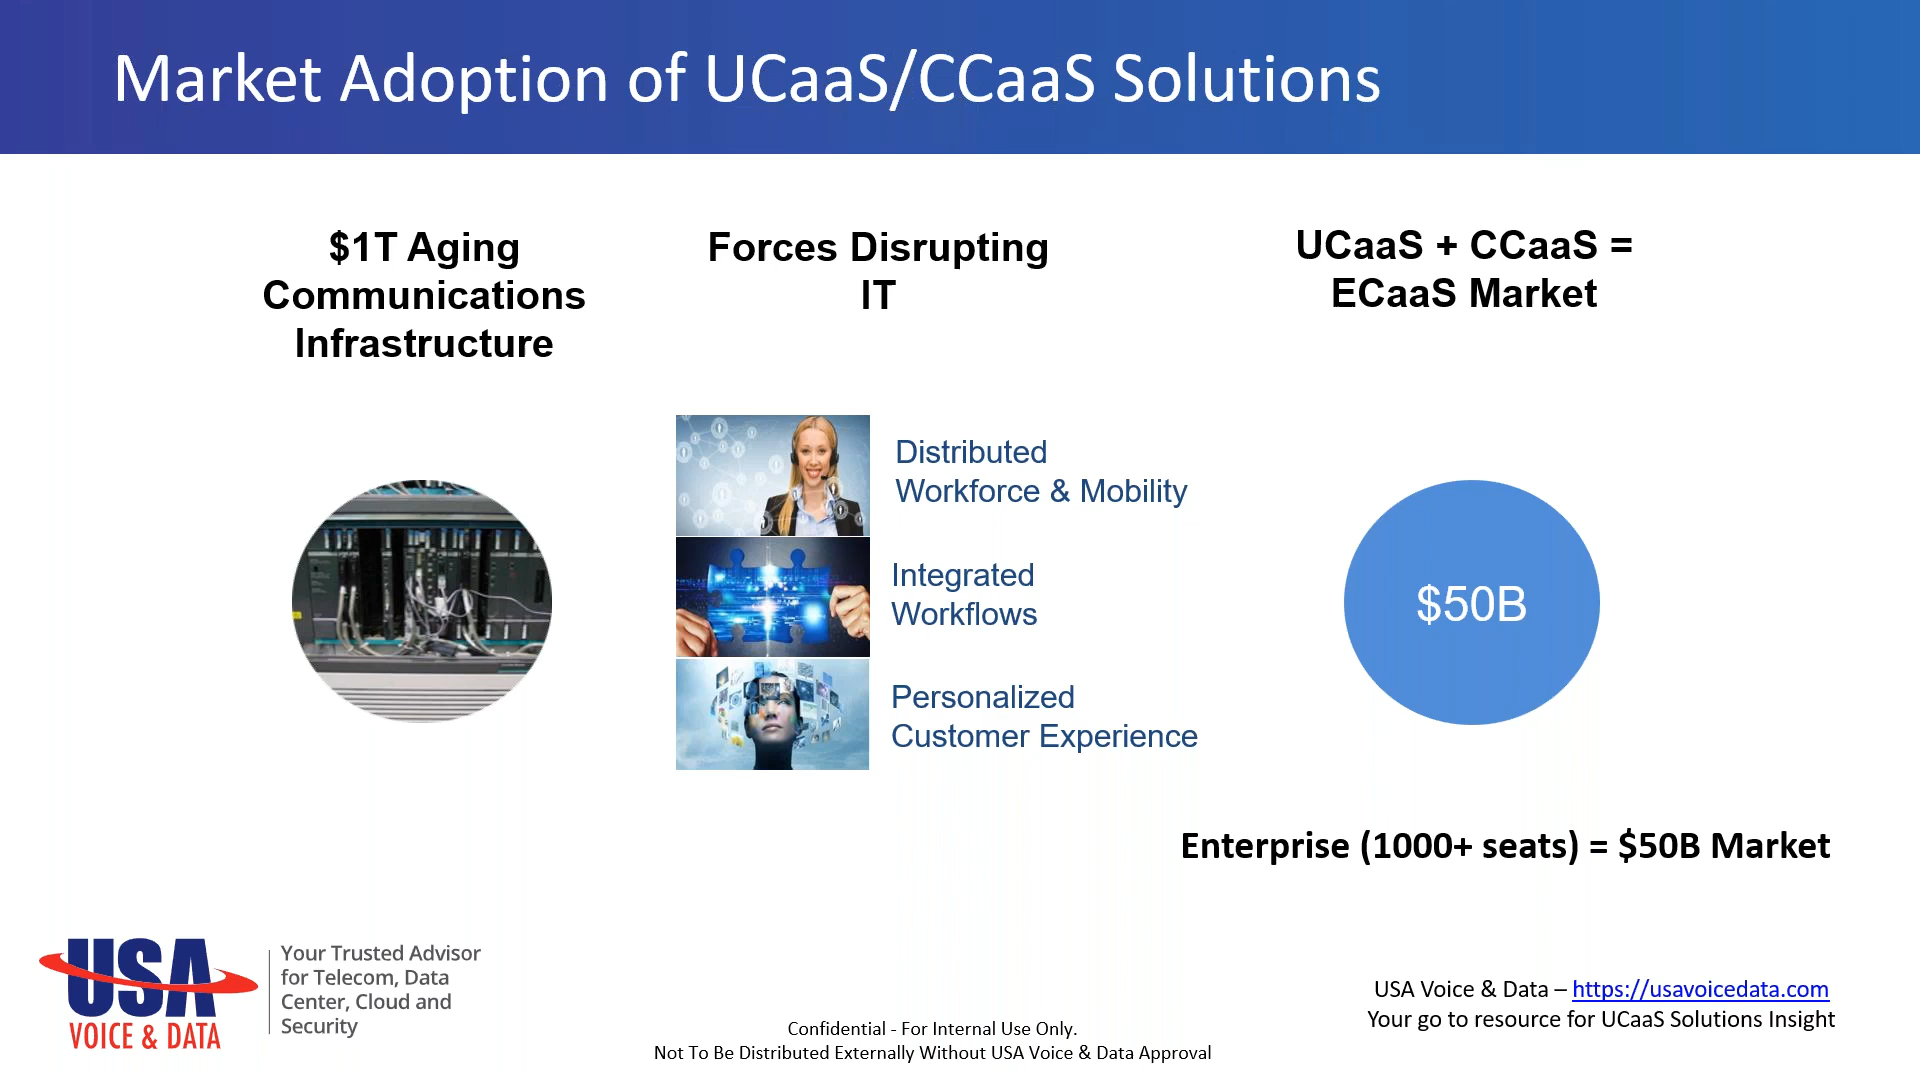 Market Adoption of UCaaS/CCaaS Solutions
$1T Aging
Communications
Infrastructure
Forces Disrupting
IT
UCaaS + CCaaS =
ECaaS Market
Distributed
Workforce & Mobility
Integrated
Workflows
Personalized
Customer Experience
$50B
Enterprise (1000+ seats) = $50B Market
USA
VOICE & DATA
Your Trusted Advisor
for Telecom, Data
Center, Cloud and
Security
Confidential - For Internal Use Only.
Not To Be Distributed Externally Without USA Voice & Data Approval
USA Voice & Data – https://usavoicedata.com
Your go to resource for UCaaS Solutions Insight